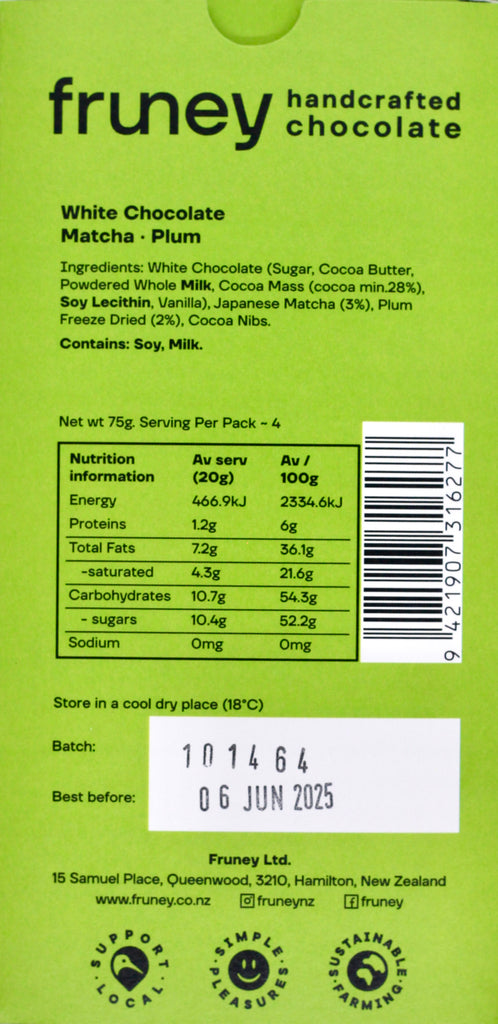 fruney handcrafted
chocolate
White Chocolate
Matcha · Plum
Ingredients: White Chocolate (Sugar, Cocoa Butter,
Powdered Whole Milk, Cocoa Mass (cocoa min.28%),
Soy Lecithin, Vanilla), Japanese Matcha (3%), Plum
Freeze Dried (2%), Cocoa Nibs.
Contains: Soy, Milk.
Net wt 75g. Serving Per Pack ~ 4
Nutrition information Av serv (20g) Av / 100g
Energy 466.9kJ 2334.6kJ
Proteins 1.2g 6g
Total Fats 7.2g 36.1g
-saturated 4.3g 21.6g
Carbohydrates 10.7g 54.3g
- sugars 10.4g 52.2g
Sodium 0mg 0mg
9 421907 316277
Store in a cool dry place (18°C)
Batch: 101464
Best before: 06 JUN 2025
Fruney Ltd.
15 Samuel Place, Queenwood, 3210, Hamilton, New Zealand
www.fruney.co.nz fruneynz fruney
· SUPPORT · LOCAL
· SIMPLE · PLEASURES
· SUSTAINABLE · FARMING